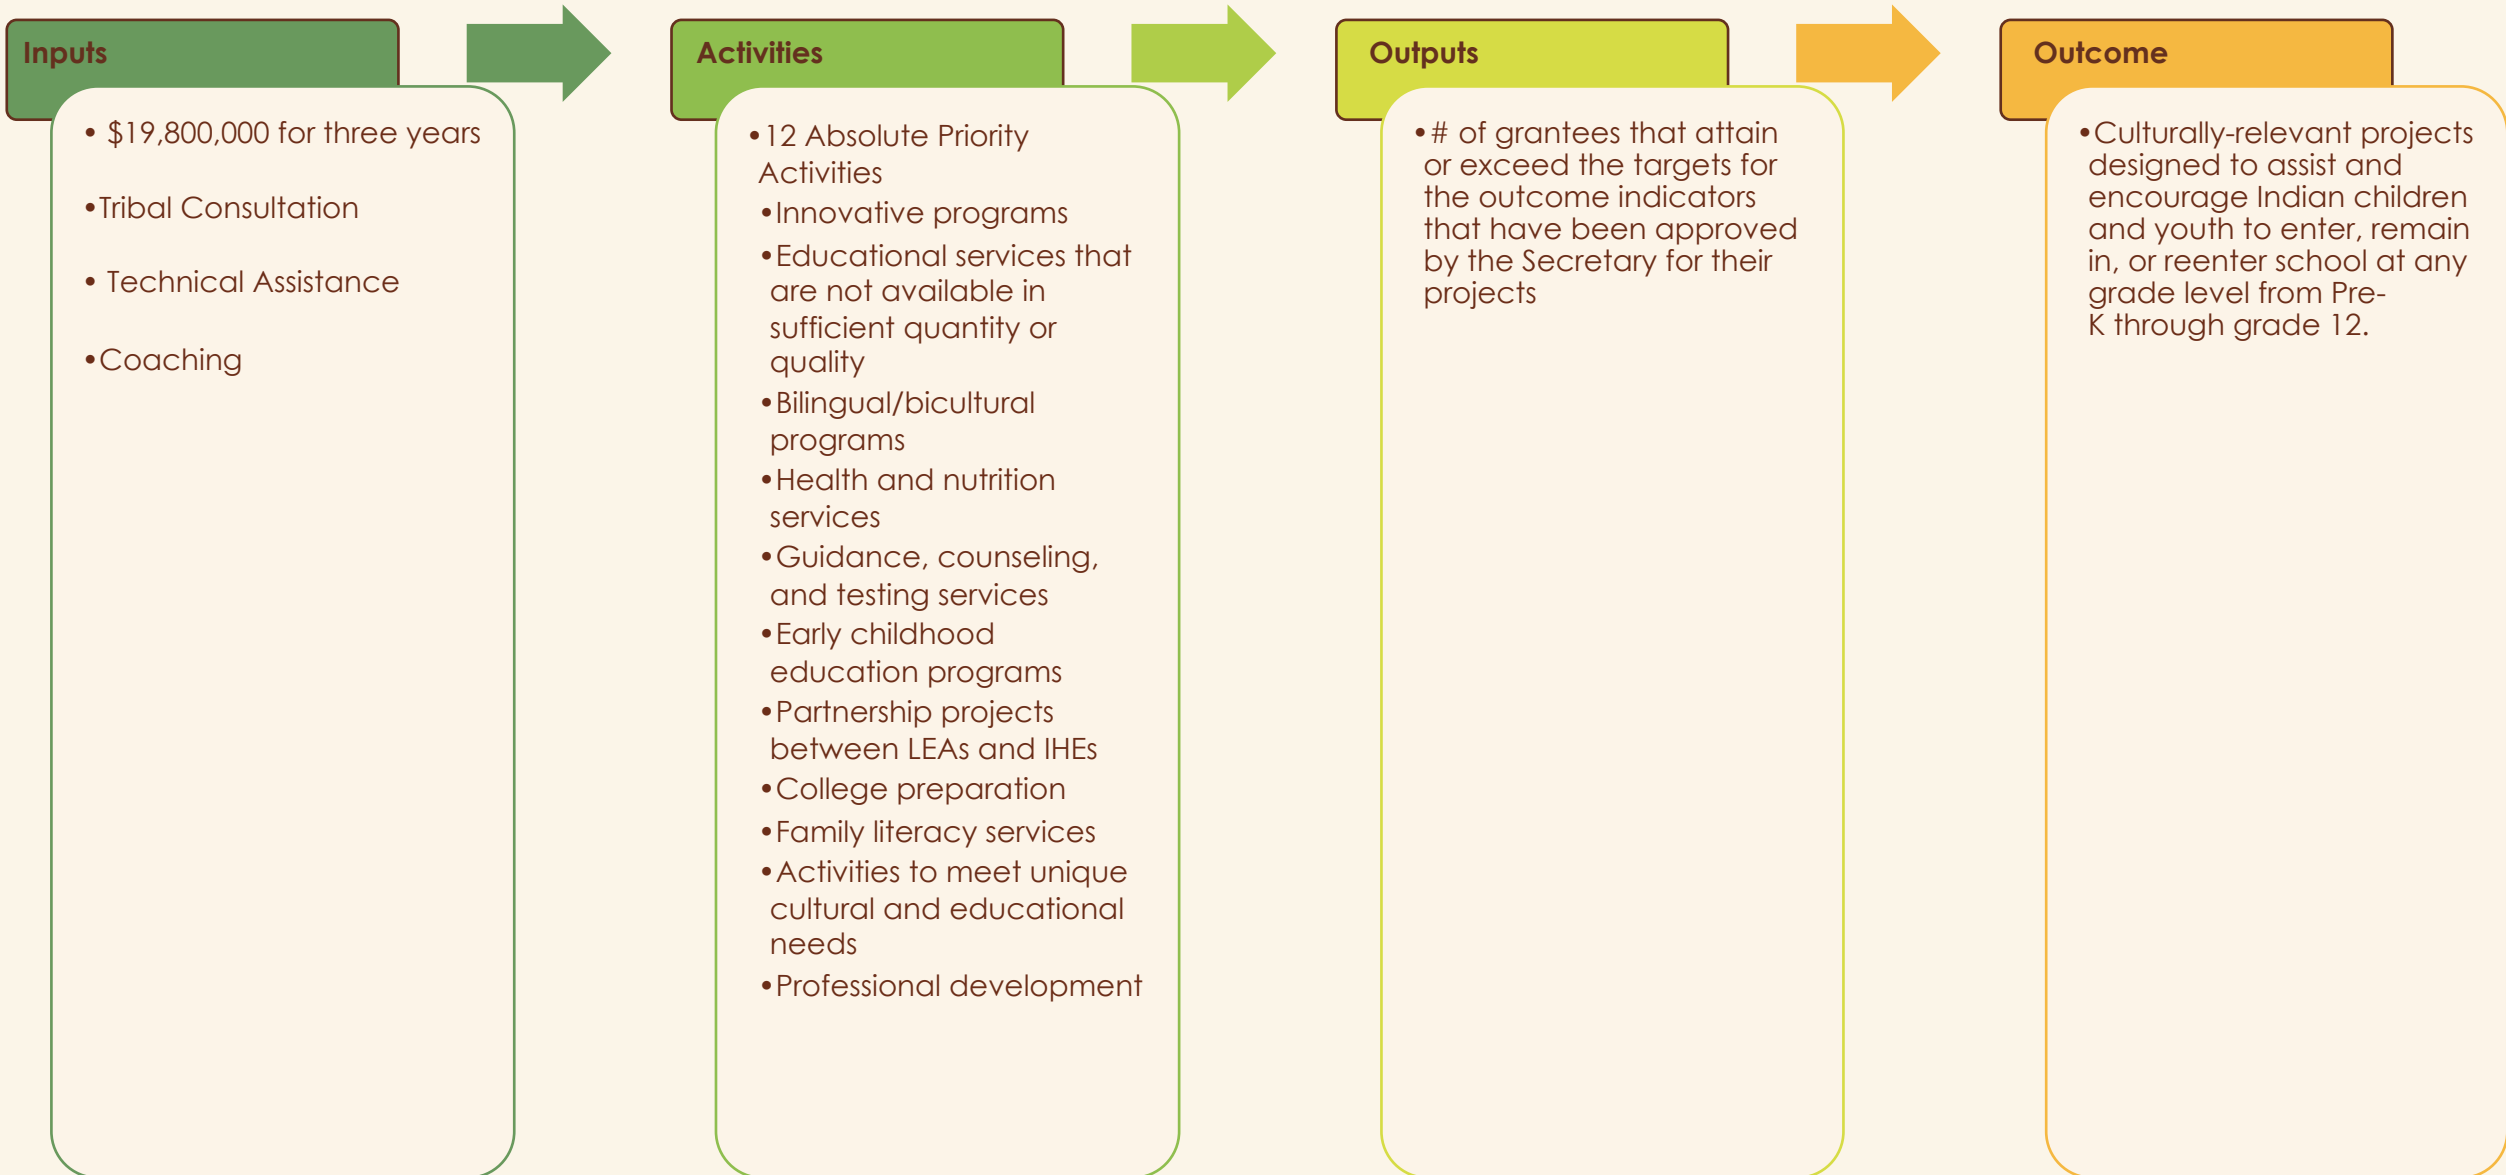 Inputs
• $19,800,000 for three years
•Tribal Consultation
• Technical Assistance
•Coaching
Activities
•12 Absolute Priority
Activities
•Innovative programs
•Educational services that
are not available in
sufficient quantity or
quality
•Bilingual/bicultural
programs
•Health and nutrition
services
•Guidance, counseling,
and testing services
•Early childhood
education programs
•Partnership projects
between LEAs and IHEs
•College preparation
•Family literacy services
•Activities to meet unique
cultural and educational
needs
•Professional development
Outputs
•# of grantees that attain
or exceed the targets for
the outcome indicators
that have been approved
by the Secretary for their
projects
Outcome
•Culturally-relevant projects
designed to assist and
encourage Indian children
and youth to enter, remain
in, or reenter school at any
grade level from Pre-
K through grade 12.